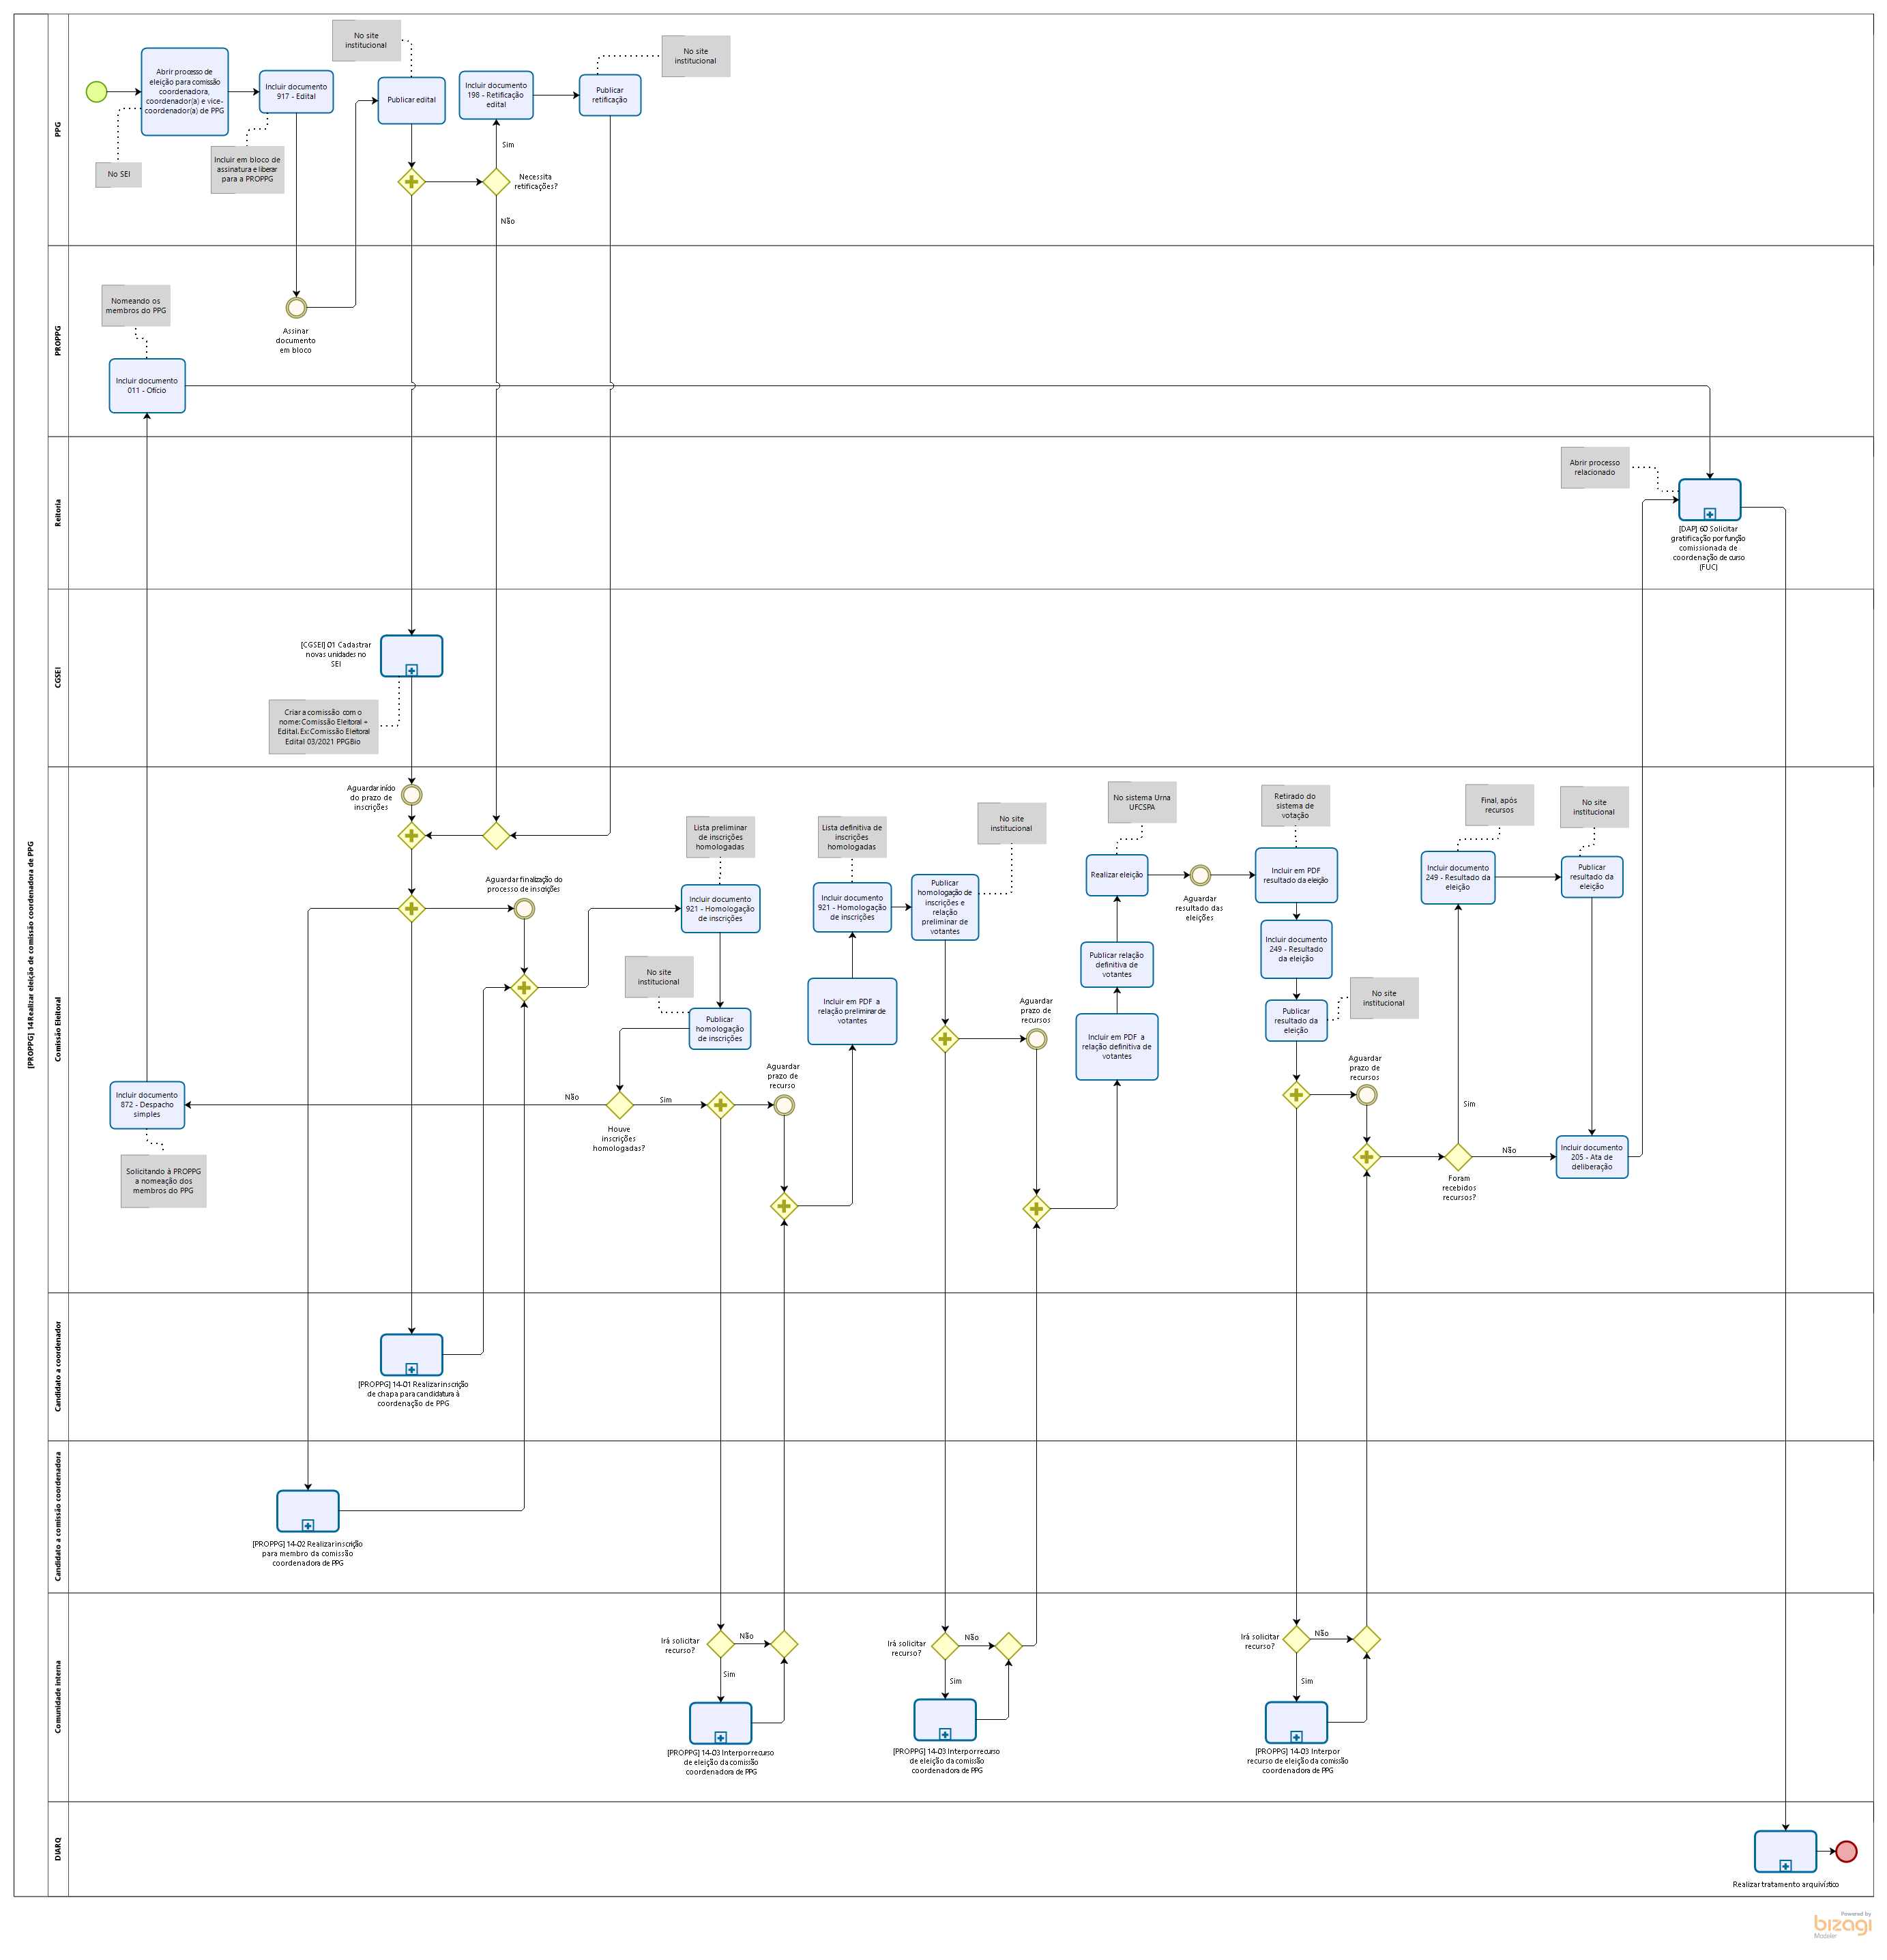 [PROPPG] 14 Realizar eleição de comissão coordenadora de PPG
PPG
No SEI
Abrir processo de
eleição para comissão
coordenadora,
coordenador(a) e vice-
coordenador(a) de PPG
Incluir documento
917 - Edital
Incluir em bloco de
assinatura e liberar
para a PROPPG
No site
institucional
Publicar edital
Incluir documento
198 - Retificação
edital
Publicar
retificação
No site
institucional
Sim
Necessita
retificações?
Não
PROPPG
Nomeando os
membros do PPG
Incluir documento
011 - Ofício
Assinar
documento
em bloco
Reitoria
Abrir processo
relacionado
[DAP] 60 Solicitar
gratificação por função
comissionada de
coordenação de curso
(FUC)
CGSEI
[CGSEI] 01 Cadastrar
novas unidades no
SEI
Criar a comissão com o
nome: Comissão Eleitoral +
Edital. Ex: Comissão Eleitoral
Edital 03/2021 PPGBio
Comissão Eleitoral
Aguardar início
do prazo de
inscrições
Aguardar finalização do
processo de inscrições
Lista preliminar
de inscrições
homologadas
Incluir documento
921 - Homologação
de inscrições
No site
institucional
Publicar
homologação
de inscrições
Não
Houve
inscrições
homologadas?
Sim
Incluir documento
872 - Despacho
simples
Solicitando à PROPPG
a nomeação dos
membros do PPG
Aguardar
prazo de
recurso
Lista definitiva de
inscrições
homologadas
Incluir documento
921 - Homologação
de inscrições
Incluir em PDF a
relação preliminar de
votantes
Publicar
homologação de
inscrições e
relação
preliminar de
votantes
No site
institucional
Aguardar
prazo de
recursos
No sistema Urna
UFCSPA
Realizar eleição
Publicar relação
definitiva de
votantes
Incluir em PDF a
relação definitiva de
votantes
Aguardar
resultado das
eleições
Retirado do
sistema de
votação
Incluir em PDF
resultado da eleição
Incluir documento
249 - Resultado
da eleição
Publicar
resultado da
eleição
No site
institucional
Aguardar
prazo de
recursos
Final, após
recursos
Incluir documento
249 - Resultado da
eleição
No site
institucional
Publicar
resultado da
eleição
Sim
Foram
recebidos
recursos?
Não
Incluir documento
205 - Ata de
deliberação
Candidato a coordenador
[PROPPG] 14-01 Realizar inscrição
de chapa para candidatura à
coordenação de PPG
Candidato a comissão coordenadora
[PROPPG] 14-02 Realizar inscrição
para membro da comissão
coordenadora de PPG
Comunidade interna
Irá solicitar
recurso?
Não
Sim
[PROPPG] 14-03 Interpor recurso
de eleição da comissão
coordenadora de PPG
Irá solicitar
recurso?
Não
Sim
[PROPPG] 14-03 Interpor recurso
de eleição da comissão
coordenadora de PPG
Irá solicitar
recurso?
Não
Sim
[PROPPG] 14-03 Interpor
recurso de eleição da comissão
coordenadora de PPG
DIARQ
Realizar tratamento arquivístico
Powered by
bizagi
Modeler